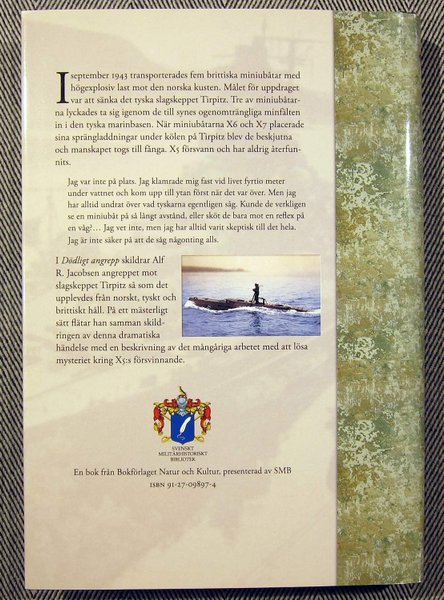 I september 1943 transporterades fem brittiska miniubåtar med
högexplosiv last mot den norska kusten. Målet för uppdraget
var att sänka det tyska slagskeppet Tirpitz. Tre av miniubåtar-
na lyckades ta sig igenom de till synes ogenomträngliga minfälten
in i den tyska marinbasen. När miniubåtarna X6 och X7 placerade
sina sprängladdningar under kölen på Tirpitz blev de beskjutna
och manskapet togs till fånga. X5 försvann och har aldrig återfun-
nits.
Jag var inte på plats. Jag klamrade mig fast vid livet fyrtio meter
under vattnet och kom upp till ytan först när det var över. Men jag
har alltid undrat över vad tyskarna egentligen såg. Kunde de verkligen
se en miniubåt på så långt avstånd, eller sköt de bara mot en reflex på
en våg?… Jag vet inte, men jag har alltid varit skeptisk till det hela.
Jag är inte säker på att de såg någonting alls.
I Dödligt angrepp skildrar Alf
R. Jacobsen angreppet mot
slagskeppet Tirpitz så som det
upplevdes från norskt, tyskt och
brittiskt håll. På ett mästerligt
sätt flätar han samman skild-
ringen av denna dramatiska
händelse med en beskrivning av det mångåriga arbetet med att lösa
mysteriet kring X5:s försvinnande.
SVENSKT
MILITÄRHISTORISKT
BIBLIOTEK
En bok från Bokförlaget Natur och Kultur, presenterad av SMB
ISBN 91-27-09897-4